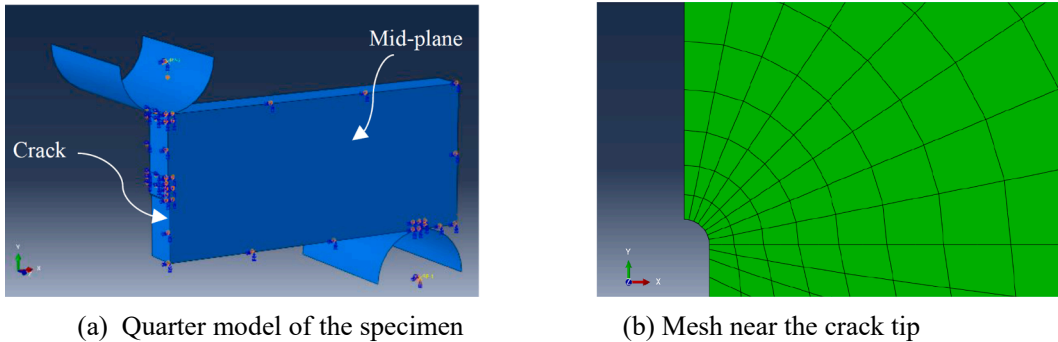 Mid-plane
Crack
Y
X
Y
Z
X
(a) Quarter model of the specimen
(b) Mesh near the crack tip